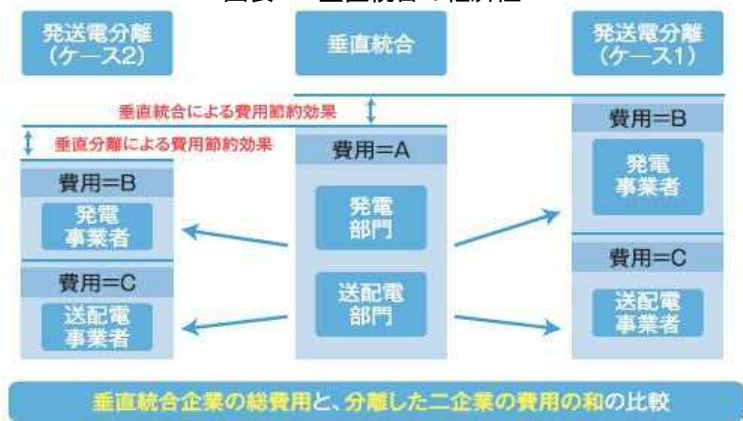 発送電分離
(ケース2)
垂直統合
発送電分離
(ケース1)
垂直統合による費用節約効果
垂直分離による費用節約効果
費用=B
発電
事業者
費用=C
送配電
事業者
費用=A
発電
部門
送配電
部門
費用=B
発電
事業者
費用=C
送配電
事業者
垂直統合企業の総費用と、分離した二企業の費用の和の比較